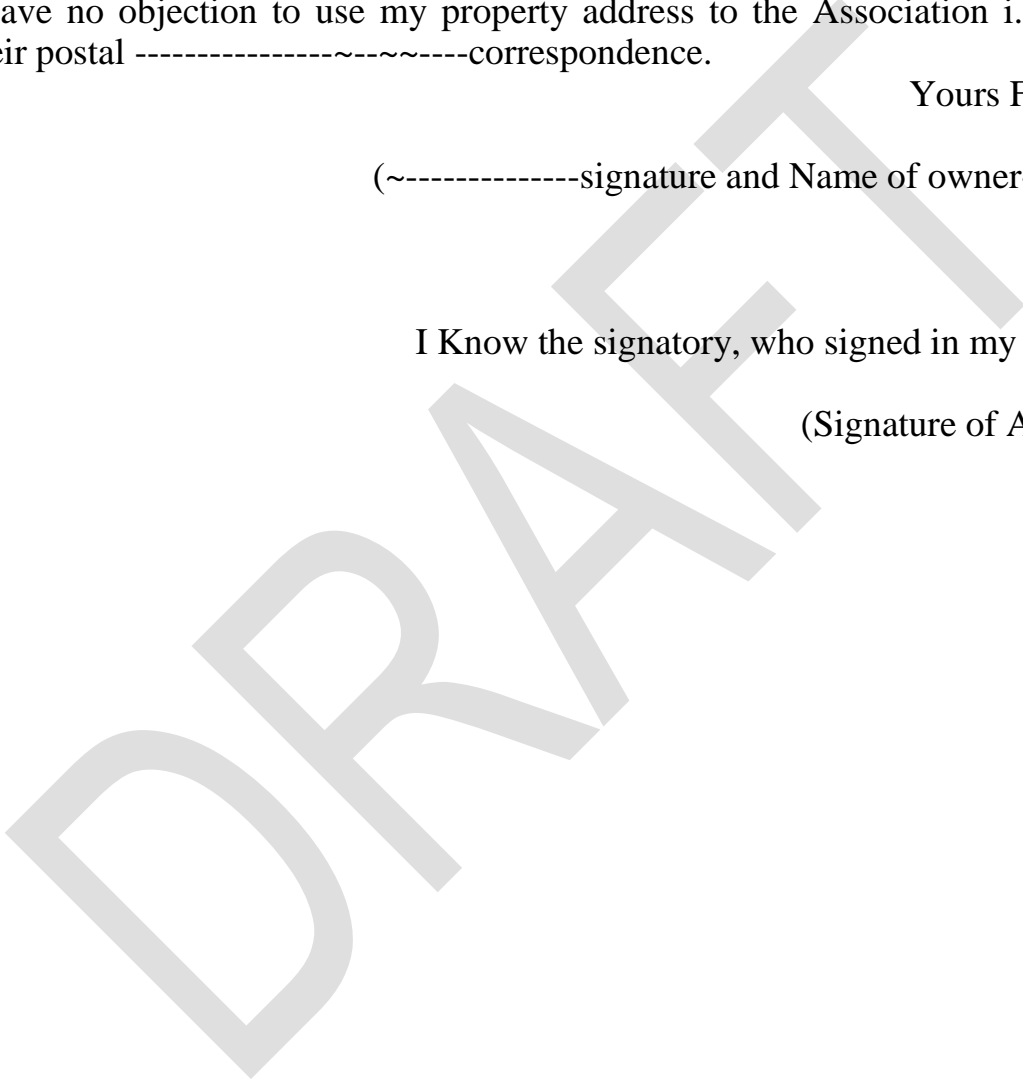 ave no objection to use my property address to the Association i.
eir postal ----------------~--~~----correspondence.
Yours F
(~--------------signature and Name of owner
I Know the signatory, who signed in my
(Signature of A
DRAFT